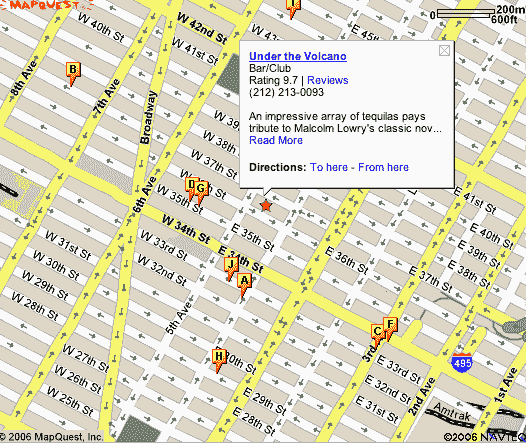 MAPQUEST
200m
600ft
W 42nd St
W 41st St
W 40th St
8th Ave
7th Ave
Broadway
6th Ave
W 39
W 38
W 37th St
W 35th St
W 34th St
W 33rd St
W 32nd St
W 31st St
W 30th St
W 29th St
W 28th St
W 27th St
W 26th St
W 25th St
5th Ave
Under the Volcano
Bar/Club
Rating 9.7 | Reviews
(212) 213-0093
An impressive array of tequilas pays
tribute to Malcolm Lowry's classic nov...
Read More
Directions: To here - From here
E 41st St
E 40th St
E 39th St
E 38th St
E 37th St
E 36th St
E 35th St
E 34th St
E 33rd St
E 31st St
30th St
E 29th St
E 28th St
3rd
2nd Ave
1st Ave
495
Amtrak
B
D
G
J
A
C
F
H
© 2006 MapQuest, Inc.
©2006 NAVTEQ